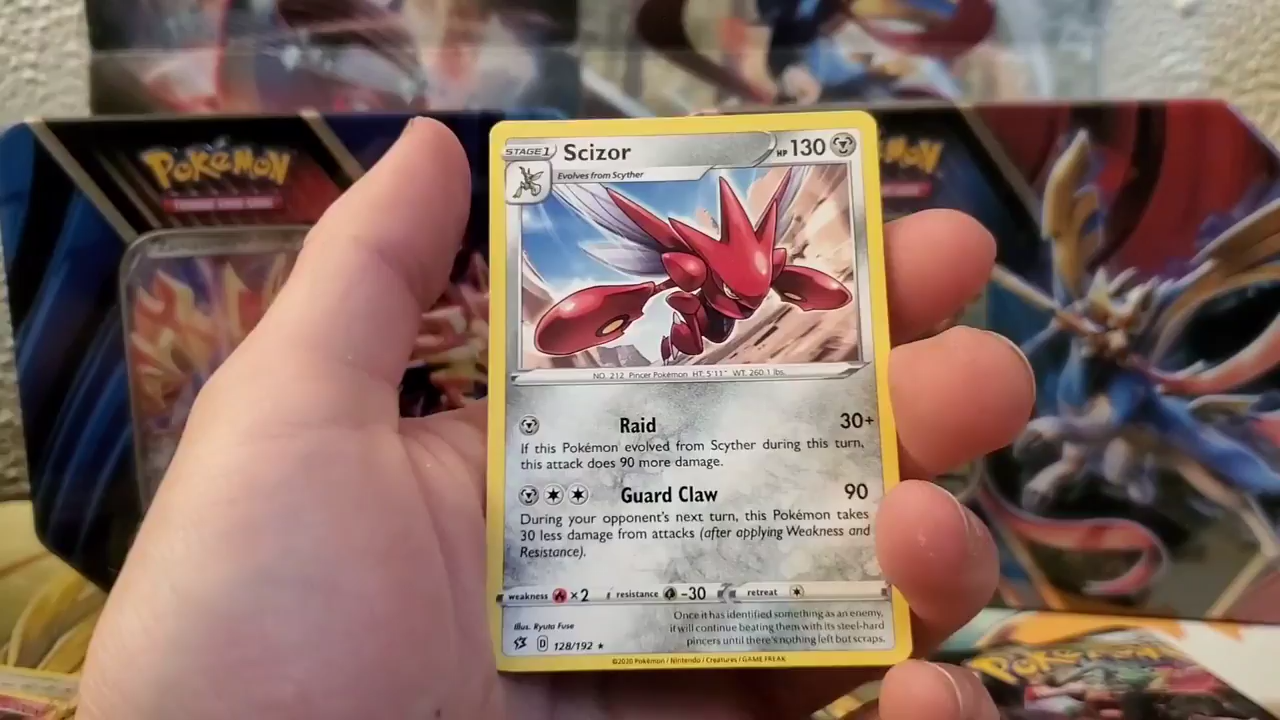 POKéMON
POKéMON
STAGE 1
Scizor
HP 130
Evolves from Scyther
NO. 212 Pincer Pokémon HT: 5'11" WT: 260.1 lbs.
Raid 30+
If this Pokémon evolved from Scyther during this turn,
this attack does 90 more damage.
Guard Claw 90
During your opponent's next turn, this Pokémon takes
30 less damage from attacks (after applying Weakness and
Resistance).
weakness ×2 resistance -30 retreat
Illus. Ryuta Fuse
Once it has identified something as an enemy,
it will continue beating them with its steel-hard
pincers until there's nothing left but scraps.
D 128/192 ★
©2020 Pokémon / Nintendo / Creatures / GAME FREAK
POKéMON